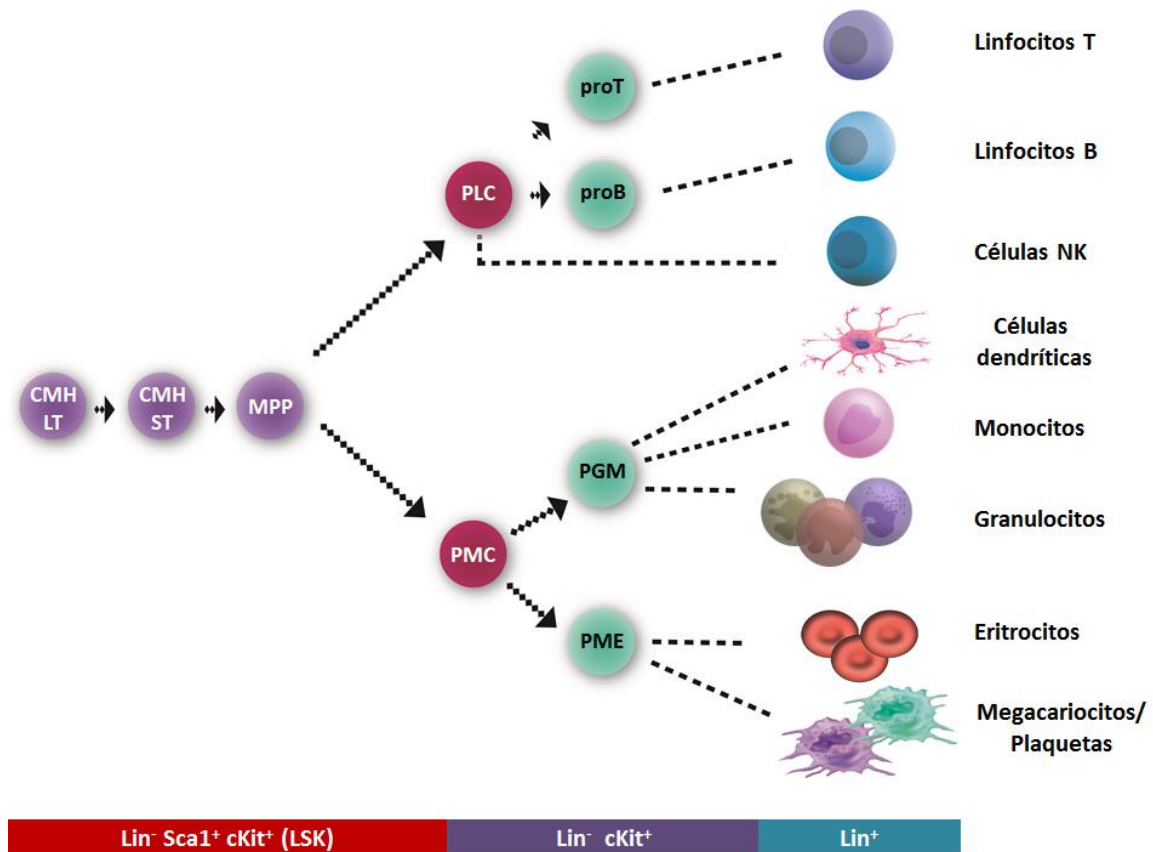 proT
Linfocitos T
PLC
proB
Linfocitos B
Células NK
Células
dendríticas
CMH
LT
CMH
ST
MPP
Monocitos
PGM
Granulocitos
PMC
PME
Eritrocitos
Megacariocitos/
Plaquetas
Lin⁻ Sca1⁺ cKit⁺ (LSK)
Lin⁻ cKit⁺
Lin⁺